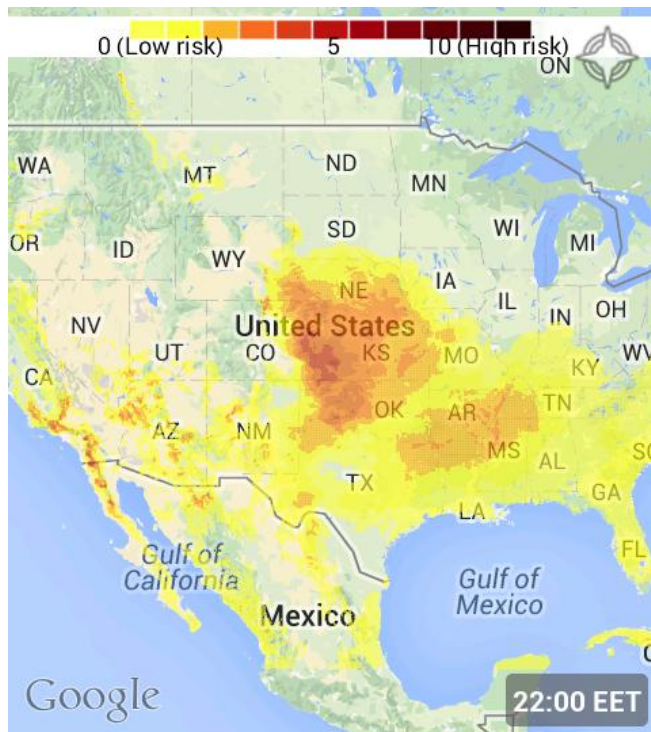 0 (Low risk) 5 10 (High risk)
ON
WA
MT
ND
MN
OR
ID
WY
SD
WI
MI
NV
UT
United States
CO
NE
IA
IL
IN
OH
KS
MO
KY
WV
CA
AZ
NM
OK
AR
TN
MS
AL
SC
GA
TX
LA
FL
Gulf of
California
Gulf of
Mexico
Mexico
Google
22:00 EET